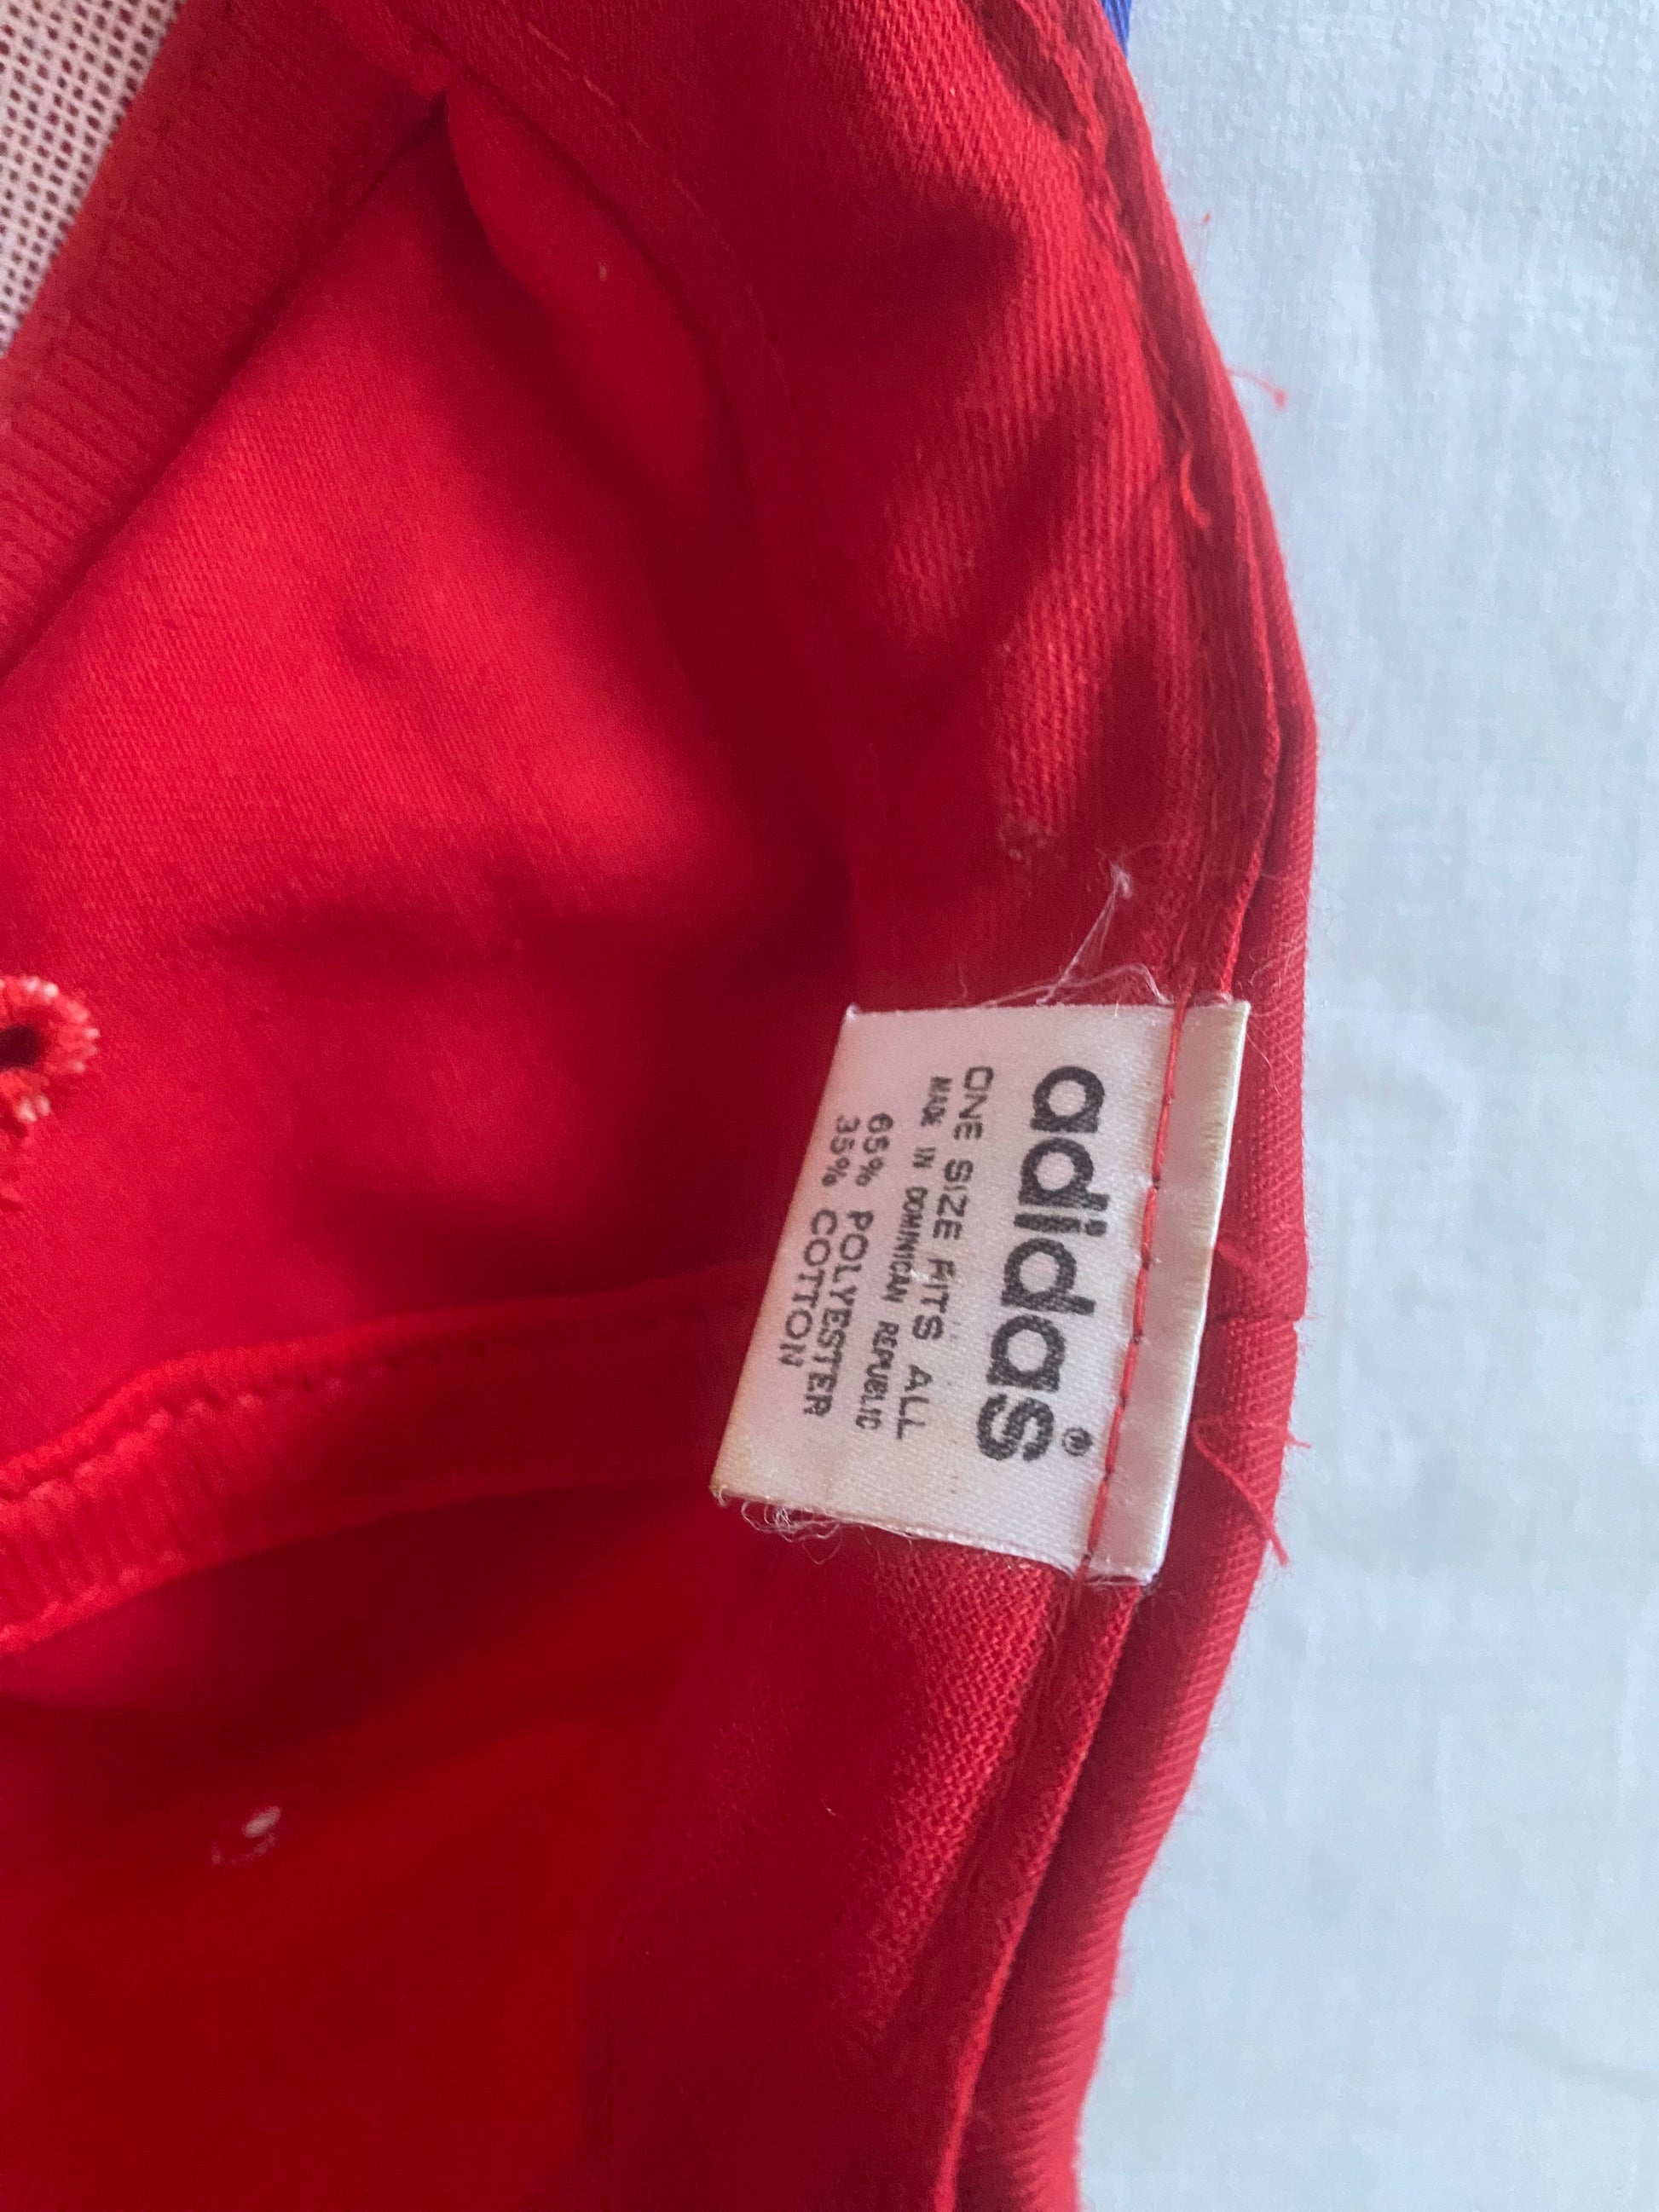 adidas®
ONE SIZE FITS ALL
MADE IN DOMINICAN REPUBLIC
65% POLYESTER
35% COTTON